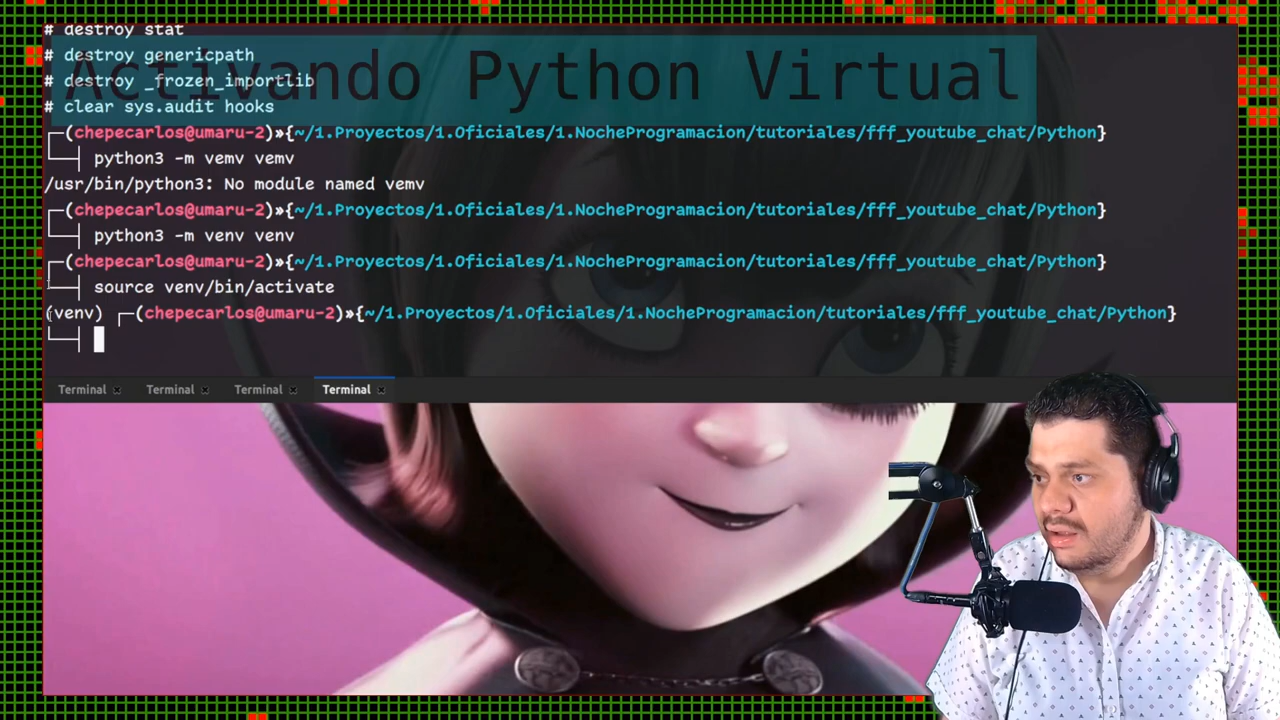 # destroy stat
Activando Python Virtual
# destroy genericpath
# destroy _frozen_importlib
# clear sys.audit hooks
┌─(chepecarlos@umaru-2)»{~/1.Proyectos/1.Oficiales/1.NocheProgramacion/tutoriales/fff_youtube_chat/Python}
└──┤ python3 -m vemv vemv
/usr/bin/python3: No module named vemv
┌─(chepecarlos@umaru-2)»{~/1.Proyectos/1.Oficiales/1.NocheProgramacion/tutoriales/fff_youtube_chat/Python}
└──┤ python3 -m venv venv
┌─(chepecarlos@umaru-2)»{~/1.Proyectos/1.Oficiales/1.NocheProgramacion/tutoriales/fff_youtube_chat/Python}
└──┤ source venv/bin/activate
(venv) ┌─(chepecarlos@umaru-2)»{~/1.Proyectos/1.Oficiales/1.NocheProgramacion/tutoriales/fff_youtube_chat/Python}
└──┤
Terminal × Terminal × Terminal × Terminal ×